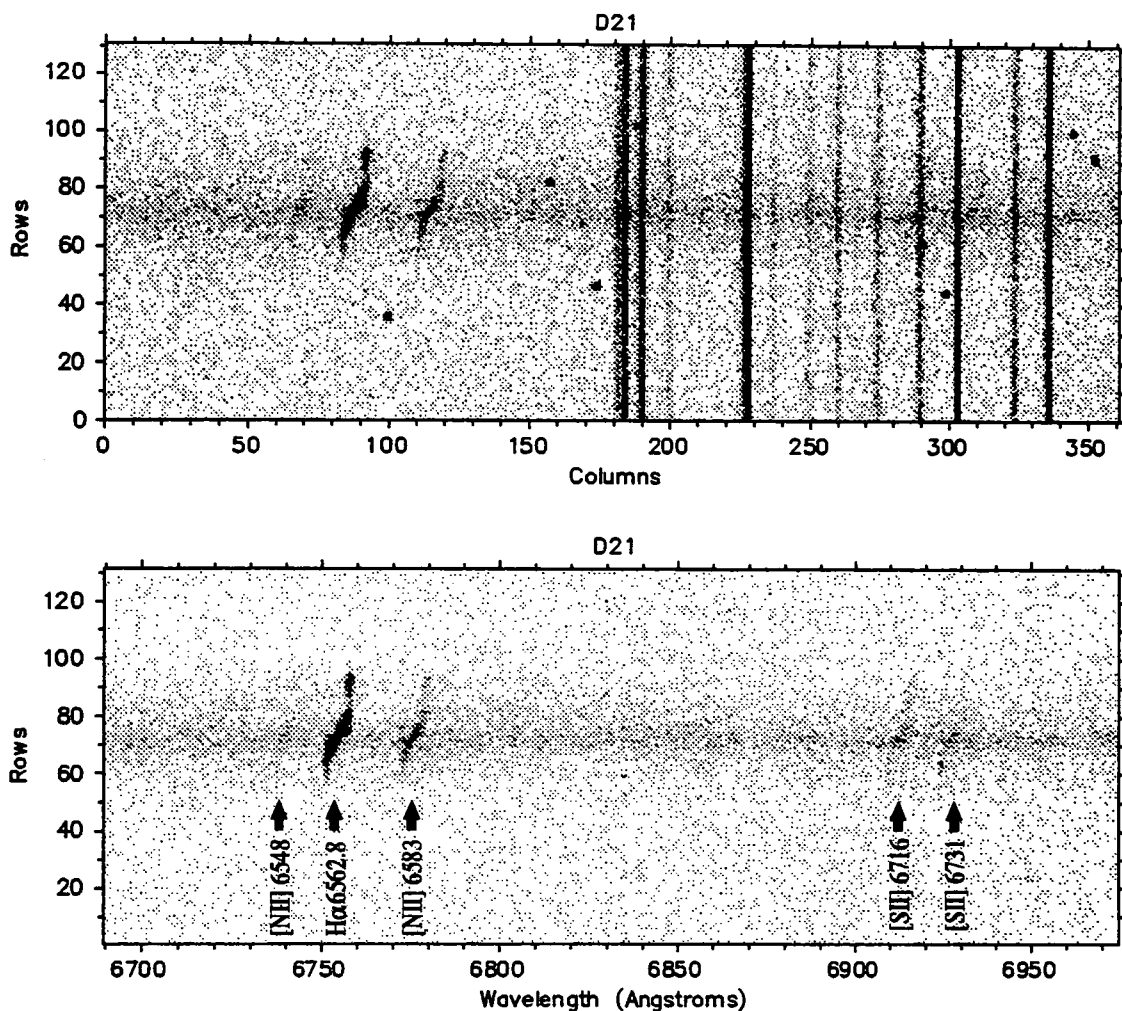 D21
120
100
80
60
40
20
0
Rows
0 50 100 150 200 250 300 350
Columns
D21
120
100
80
60
40
20
Rows
[NII] 6548
Hα6562.8
[NII] 6583
[SII] 6716
[SII] 6731
6700 6750 6800 6850 6900 6950
Wavelength (Angstroms)